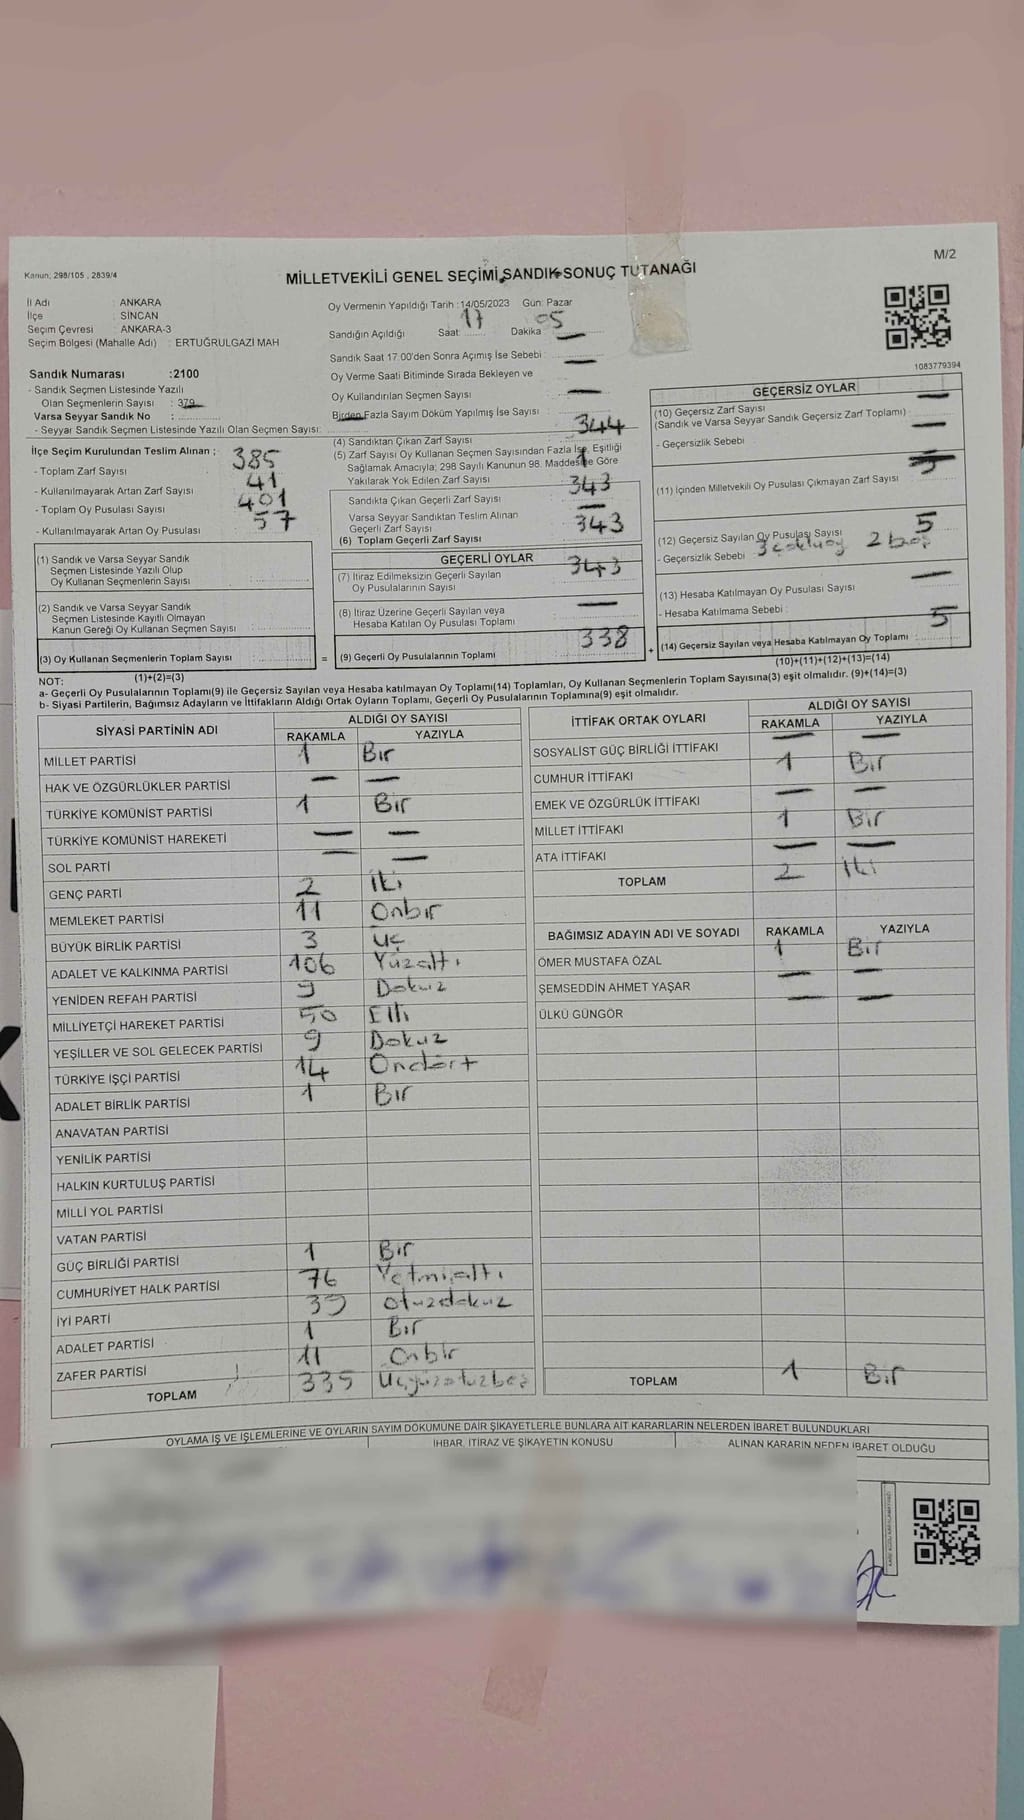 M/2
Kanun; 298/105 , 2839/4
MİLLETVEKİLİ GENEL SEÇİMİ SANDIK SONUÇ TUTANAĞI
İl Adı : ANKARA
İlçe : SİNCAN
Seçim Çevresi : ANKARA-3
Seçim Bölgesi (Mahalle Adı) : ERTUĞRULGAZİ MAH
Sandık Numarası :2100
- Sandık Seçmen Listesinde Yazılı
Olan Seçmenlerin Sayısı : 379
Varsa Seyyar Sandık No :
- Seyyar Sandık Seçmen Listesinde Yazılı Olan Seçmen Sayısı:
İlçe Seçim Kurulundan Teslim Alınan ;
- Toplam Zarf Sayısı 385
- Kullanılmayarak Artan Zarf Sayısı 41
- Toplam Oy Pusulası Sayısı 401
- Kullanılmayarak Artan Oy Pusulası 57
(1) Sandık ve Varsa Seyyar Sandık
Seçmen Listesinde Yazılı Olup
Oy Kullanan Seçmenlerin Sayısı :
(2) Sandık ve Varsa Seyyar Sandık
Seçmen Listesinde Kayıtlı Olmayan
Kanun Gereği Oy Kullanan Seçmen Sayısı :
(3) Oy Kullanan Seçmenlerin Toplam Sayısı :
(1)+(2)=(3)
Oy Vermenin Yapıldığı Tarih :14/05/2023 Gün: Pazar
Sandığın Açıldığı Saat: 17 Dakika : 05
Sandık Saat 17.00'den Sonra Açımış İse Sebebi : —
Oy Verme Saati Bitiminde Sırada Bekleyen ve
Oy Kullandırılan Seçmen Sayısı : —
Birden Fazla Sayım Döküm Yapılmış İse Sayısı : —
(4) Sandıktan Çıkan Zarf Sayısı : 344
(5) Zarf Sayısı Oy Kullanan Seçmen Sayısından Fazla İse, Eşitliği
Sağlamak Amacıyla; 298 Sayılı Kanunun 98. Maddesine Göre
Yakılarak Yok Edilen Zarf Sayısı : 1
Sandıkta Çıkan Geçerli Zarf Sayısı : 343
Varsa Seyyar Sandıktan Teslim Alınan
Geçerli Zarf Sayısı : —
(6) Toplam Geçerli Zarf Sayısı : 343
GEÇERLİ OYLAR
(7) İtiraz Edilmeksizin Geçerli Sayılan
Oy Pusulalarının Sayısı : 343
(8) İtiraz Üzerine Geçerli Sayılan veya
Hesaba Katılan Oy Pusulası Toplamı : —
= (9) Geçerli Oy Pusulalarının Toplamı : 338 +
1083779394
GEÇERSİZ OYLAR
(10) Geçersiz Zarf Sayısı
(Sandık ve Varsa Seyyar Sandık Geçersiz Zarf Toplamı) : —
- Geçersizlik Sebebi : —
(11) İçinden Milletvekili Oy Pusulası Çıkmayan Zarf Sayısı :
(12) Geçersiz Sayılan Oy Pusulası Sayısı : 5
- Geçersizlik Sebebi : 3 çoklu oy 2 boş
(13) Hesaba Katılmayan Oy Pusulası Sayısı : —
- Hesaba Katılmama Sebebi :
(14) Geçersiz Sayılan veya Hesaba Katılmayan Oy Toplamı : 5
(10)+(11)+(12)+(13)=(14)
NOT:
a- Geçerli Oy Pusulalarının Toplamı(9) ile Geçersiz Sayılan veya Hesaba katılmayan Oy Toplamı(14) Toplamları, Oy Kullanan Seçmenlerin Toplam Sayısına(3) eşit olmalıdır. (9)+(14)=(3)
b- Siyasi Partilerin, Bağımsız Adayların ve İttifakların Aldığı Ortak Oyların Toplamı, Geçerli Oy Pusulalarının Toplamına(9) eşit olmalıdır.
SİYASİ PARTİNİN ADI ALDIĞI OY SAYISI
RAKAMLA YAZIYLA
MİLLET PARTİSİ 1 Bir
HAK VE ÖZGÜRLÜKLER PARTİSİ — —
TÜRKİYE KOMÜNİST PARTİSİ 1 Bir
TÜRKİYE KOMÜNİST HAREKETİ — —
SOL PARTİ — —
GENÇ PARTİ 2 İki
MEMLEKET PARTİSİ 11 Onbir
BÜYÜK BİRLİK PARTİSİ 3 Üç
ADALET VE KALKINMA PARTİSİ 106 Yüzaltı
YENİDEN REFAH PARTİSİ 9 Dokuz
MİLLİYETÇİ HAREKET PARTİSİ 50 Elli
YEŞİLLER VE SOL GELECEK PARTİSİ 9 Dokuz
TÜRKİYE İŞÇİ PARTİSİ 14 Ondört
ADALET BİRLİK PARTİSİ 1 Bir
ANAVATAN PARTİSİ
YENİLİK PARTİSİ
HALKIN KURTULUŞ PARTİSİ
MİLLİ YOL PARTİSİ
VATAN PARTİSİ
GÜÇ BİRLİĞİ PARTİSİ 1 Bir
CUMHURİYET HALK PARTİSİ 76 Yetmişaltı
İYİ PARTİ 39 otuzdokuz
ADALET PARTİSİ 1 Bir
ZAFER PARTİSİ 11 Onbir
TOPLAM 335 Üçyüzotuzbeş
İTTİFAK ORTAK OYLARI ALDIĞI OY SAYISI
RAKAMLA YAZIYLA
SOSYALİST GÜÇ BİRLİĞİ İTTİFAKI — —
CUMHUR İTTİFAKI 1 Bir
EMEK VE ÖZGÜRLÜK İTTİFAKI — —
MİLLET İTTİFAKI 1 Bir
ATA İTTİFAKI — —
TOPLAM 2 İki
BAĞIMSIZ ADAYIN ADI VE SOYADI RAKAMLA YAZIYLA
ÖMER MUSTAFA ÖZAL 1 Bir
ŞEMSEDDİN AHMET YAŞAR — —
ÜLKÜ GÜNGÖR — —
TOPLAM 1 Bir
OYLAMA İŞ VE İŞLEMLERİNE VE OYLARIN SAYIM DÖKÜMÜNE DAİR ŞİKAYETLERLE BUNLARA AİT KARARLARIN NELERDEN İBARET BULUNDUKLARI
İHBAR, İTİRAZ VE ŞİKAYETİN KONUSU ALINAN KARARIN NEDEN İBARET OLDUĞU